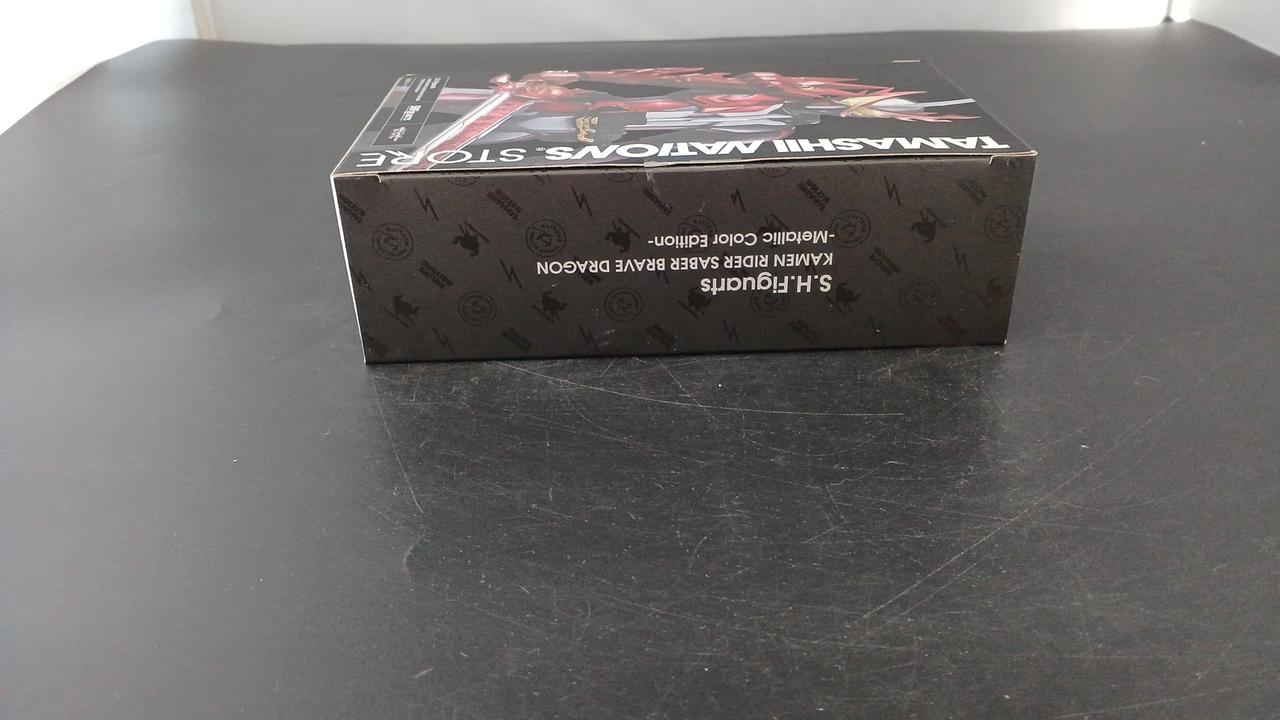 TAMASHII NATIONS® STORE
S.H.Figuarts
KAMEN RIDER SABER BRAVE DRAGON
-Metallic Color Edition-